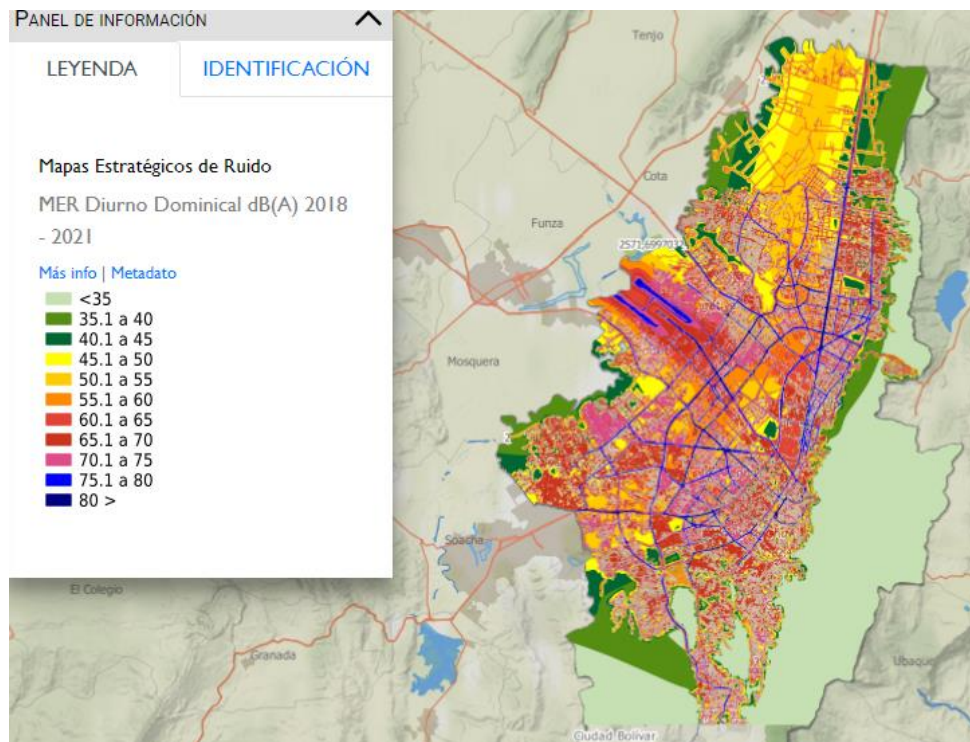 PANEL DE INFORMACIÓN
LEYENDA
IDENTIFICACIÓN
Mapas Estratégicos de Ruido
MER Diurno Dominical dB(A) 2018
- 2021
Más info | Metadato
<35
35.1 a 40
40.1 a 45
45.1 a 50
50.1 a 55
55.1 a 60
60.1 a 65
65.1 a 70
70.1 a 75
75.1 a 80
80 >
Tenjo
Cota
Funza
Mosquera
Soacha
El Colegio
Granada
Ubaque
Ciudad Bolívar